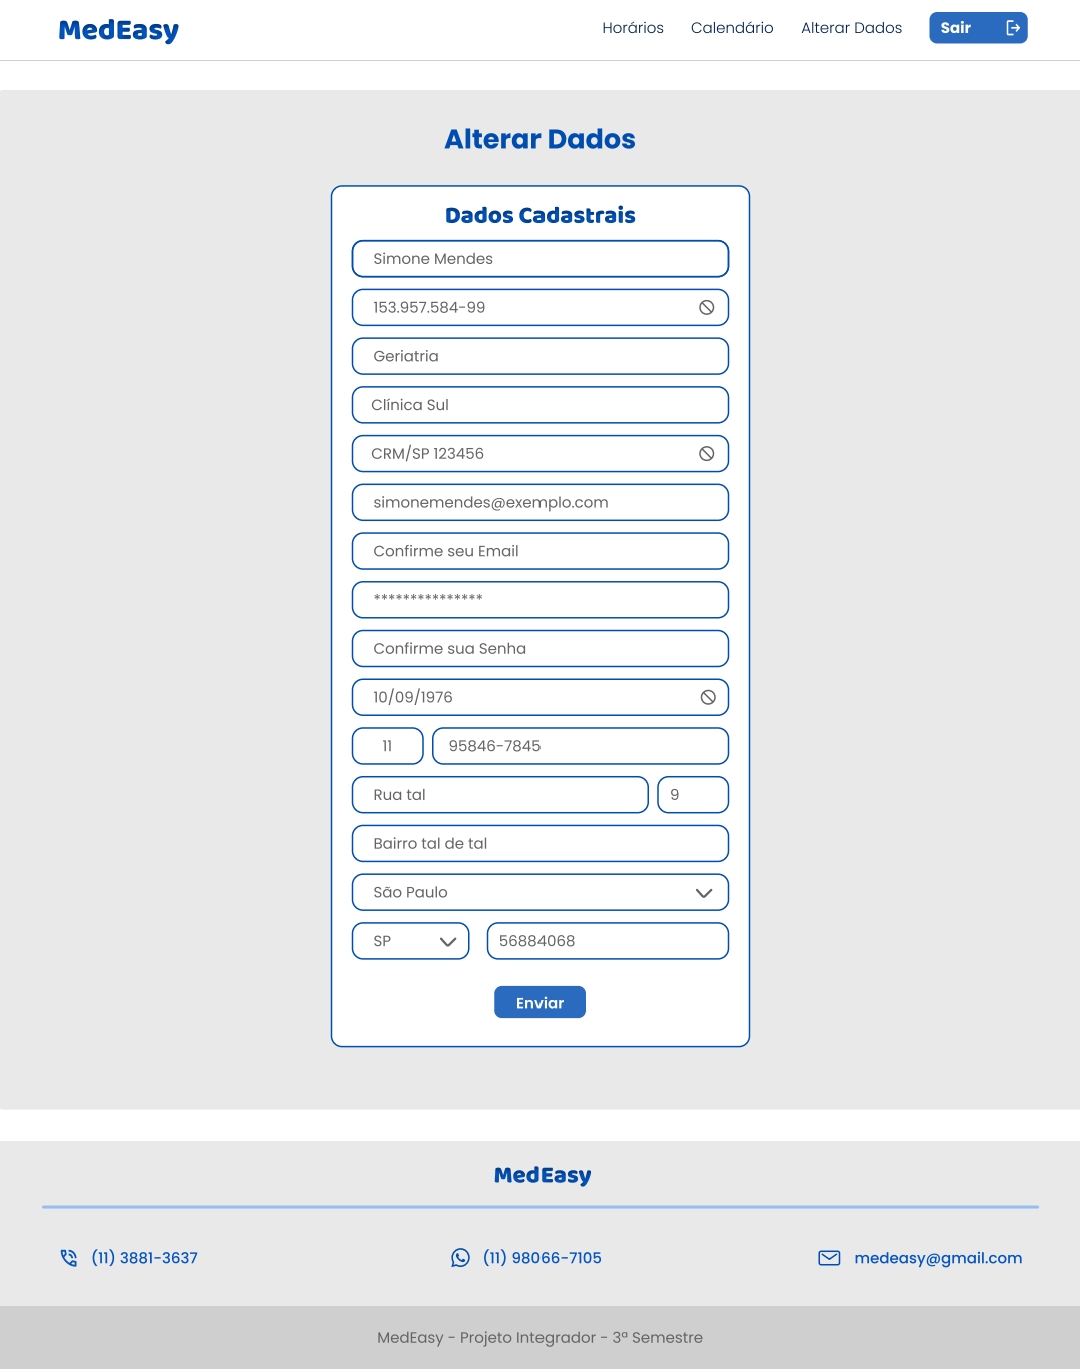 MedEasy
Horários Calendário Alterar Dados Sair
Alterar Dados
Dados Cadastrais
Simone Mendes
153.957.584-99
Geriatria
Clínica Sul
CRM/SP 123456
simonemendes@exemplo.com
Confirme seu Email
***************
Confirme sua Senha
10/09/1976
11 95846-7845
Rua tal 9
Bairro tal de tal
São Paulo
SP 56884068
Enviar
MedEasy
(11) 3881-3637 (11) 98066-7105 medeasy@gmail.com
MedEasy - Projeto Integrador - 3ª Semestre